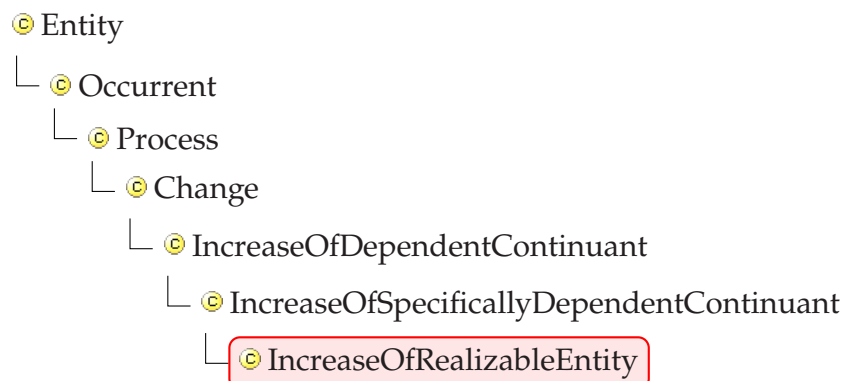 © Entity
© Occurrent
© Process
© Change
© IncreaseOfDependentContinuant
© IncreaseOfSpecificallyDependentContinuant
© IncreaseOfRealizableEntity